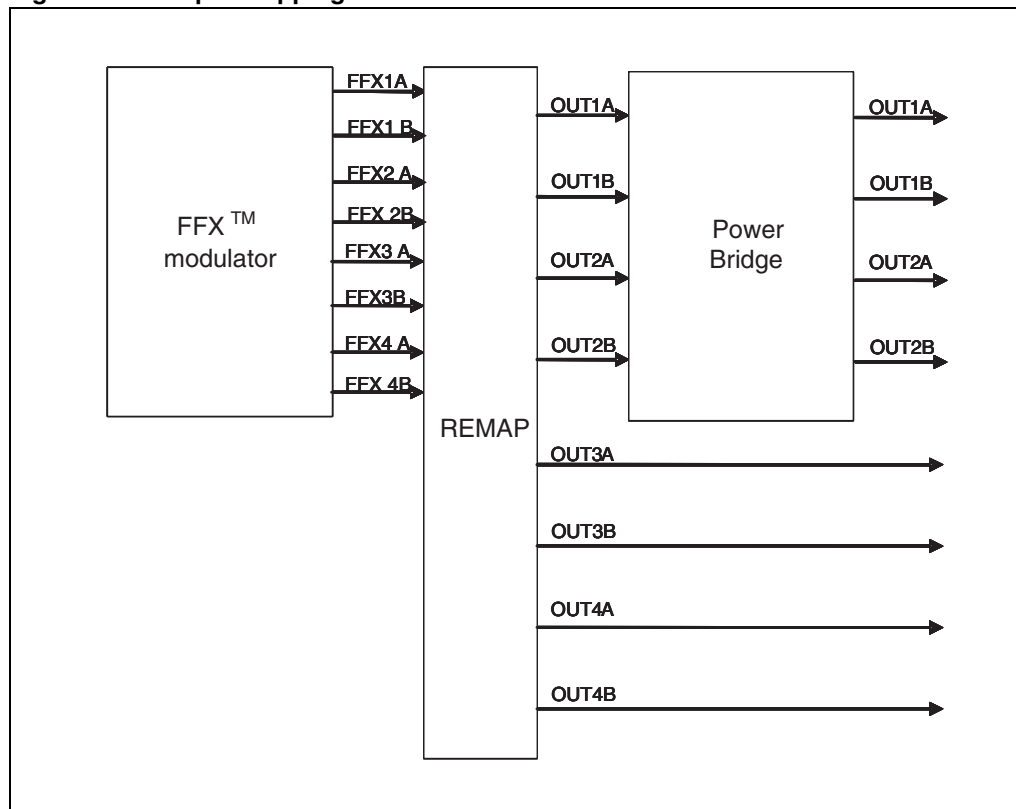 FFX1A
FFX1 B
FFX2 A
FFX 2B
FFX3 A
FFX3B
FFX4 A
FFX 4B
FFX TM
modulator
REMAP
OUT1A
OUT1B
OUT2A
OUT2B
OUT3A
OUT3B
OUT4A
OUT4B
Power
Bridge
OUT1A
OUT1B
OUT2A
OUT2B